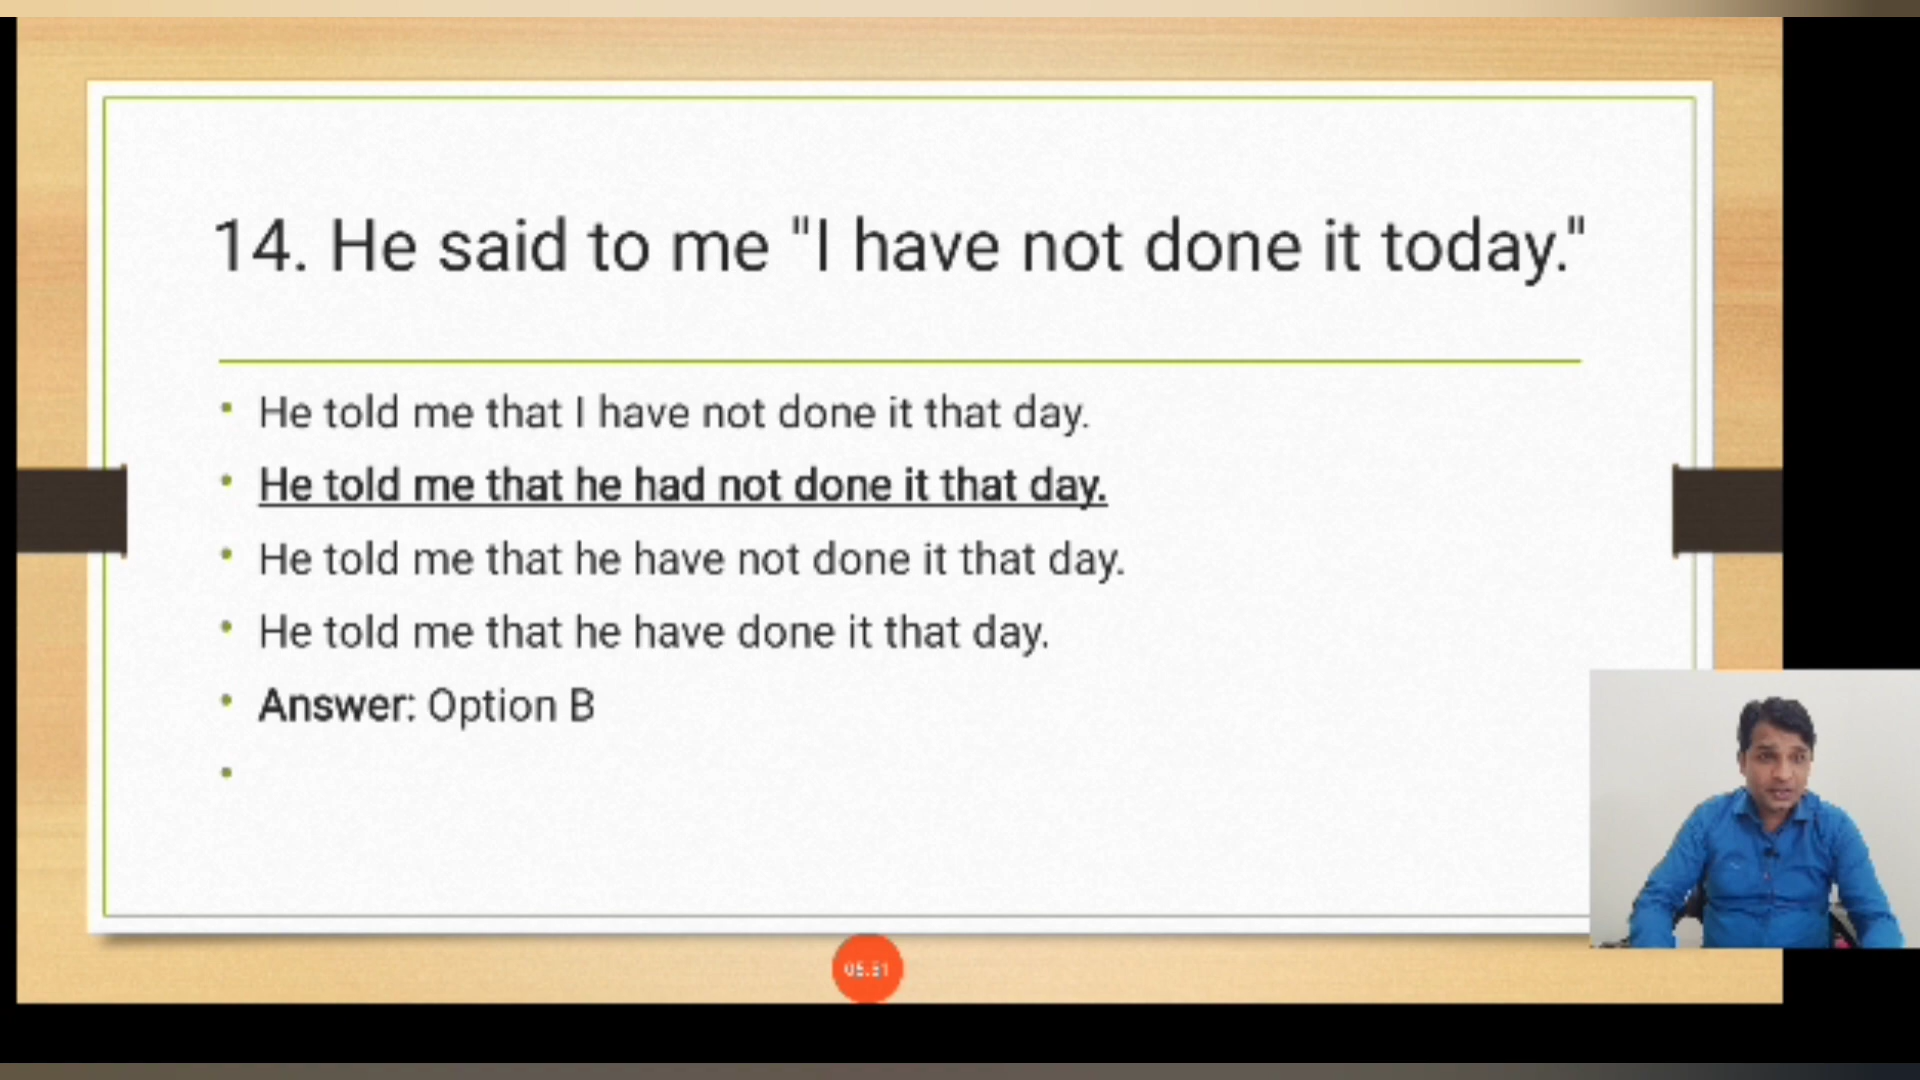 14. He said to me "I have not done it today."
He told me that I have not done it that day.
He told me that he had not done it that day.
He told me that he have not done it that day.
He told me that he have done it that day.
Answer: Option B